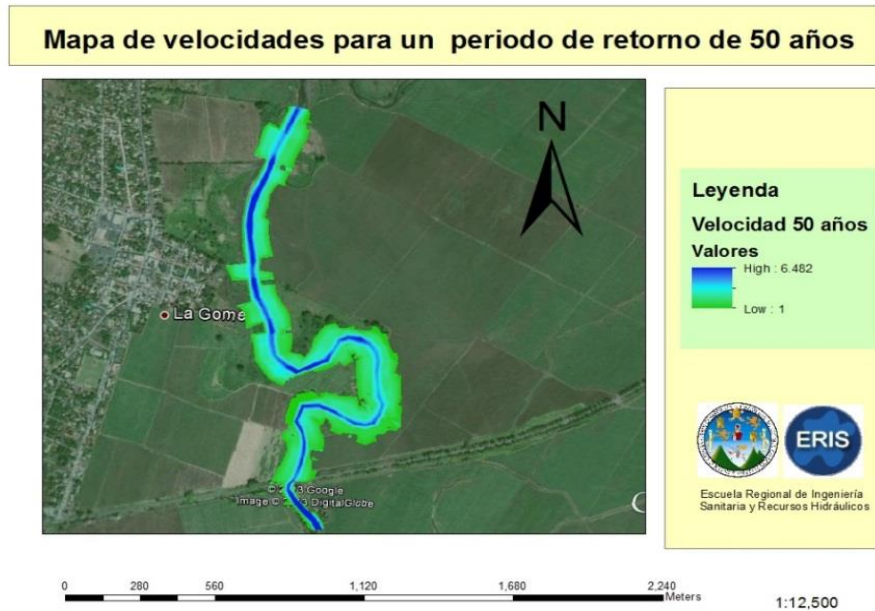 Mapa de velocidades para un periodo de retorno de 50 años
N
La Gome
© 2013 Google
Image © 2013 DigitalGlobe
Leyenda
Velocidad 50 años
Valores
High : 6.482
Low : 1
ERIS
Escuela Regional de Ingeniería
Sanitaria y Recursos Hidráulicos
0 280 560 1,120 1,680 2,240
Meters
1:12,500